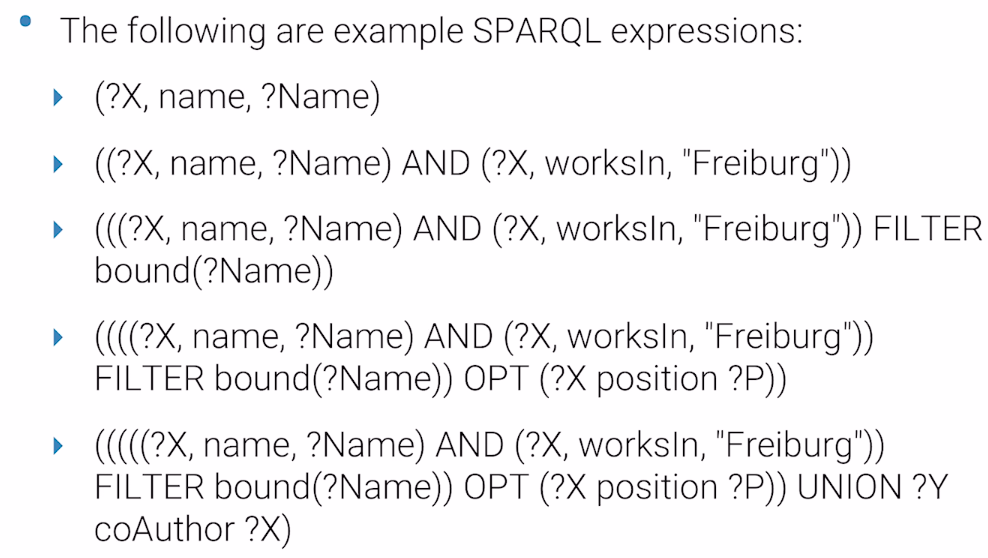 The following are example SPARQL expressions:
(?X, name, ?Name)
((?X, name, ?Name) AND (?X, worksIn, "Freiburg"))
(((?X, name, ?Name) AND (?X, worksIn, "Freiburg")) FILTER
bound(?Name))
((((?X, name, ?Name) AND (?X, worksIn, "Freiburg"))
FILTER bound(?Name)) OPT (?X position ?P))
(((((?X, name, ?Name) AND (?X, worksIn, "Freiburg"))
FILTER bound(?Name)) OPT (?X position ?P)) UNION ?Y
coAuthor ?X)